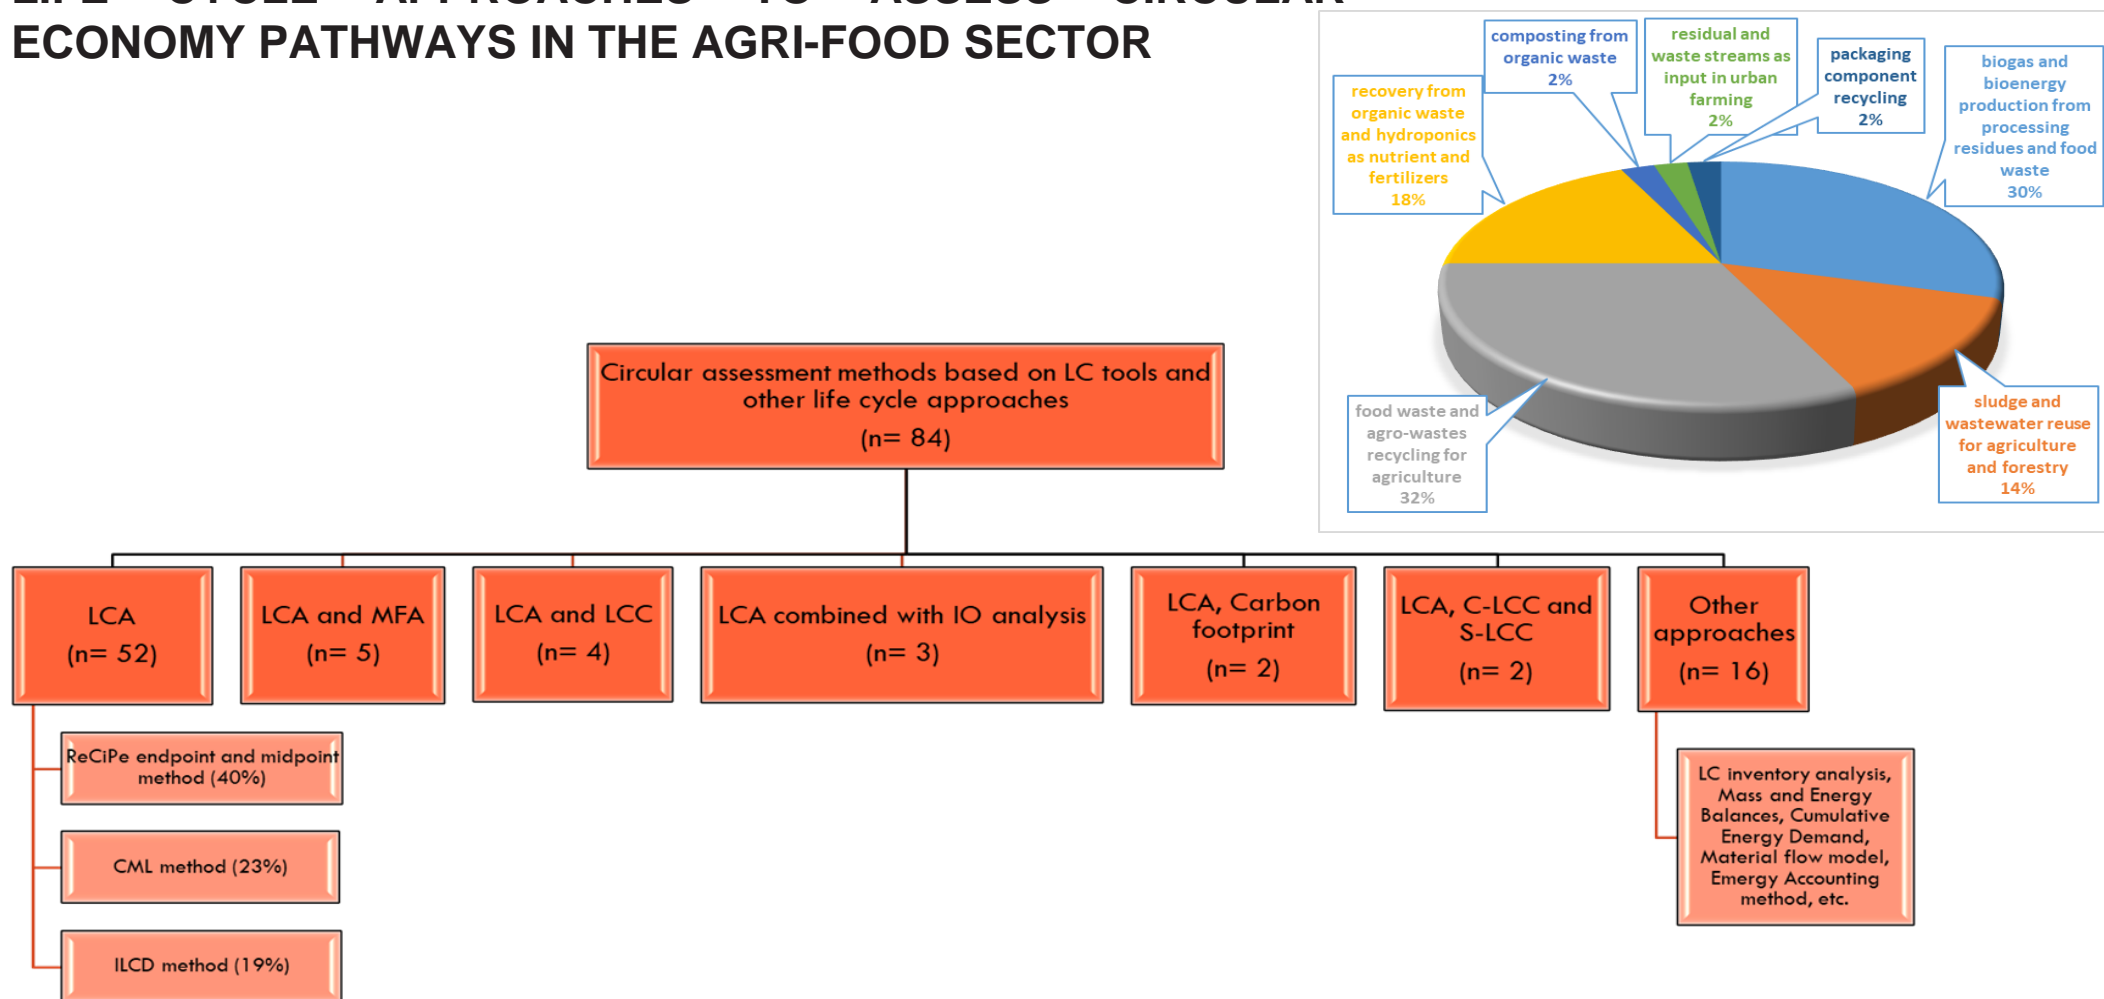 LIFE CYCLE APPROACHES TO ASSESS CIRCULAR
ECONOMY PATHWAYS IN THE AGRI-FOOD SECTOR
composting from
organic waste
2%
residual and
waste streams as
input in urban
farming
2%
packaging
component
recycling
2%
biogas and
bioenergy
production from
processing
residues and food
waste
30%
recovery from
organic waste
and hydroponics
as nutrient and
fertilizers
18%
food waste and
agro-wastes
recycling for
agriculture
32%
sludge and
wastewater reuse
for agriculture
and forestry
14%
Circular assessment methods based on LC tools and
other life cycle approaches
(n= 84)
LCA
(n= 52)
LCA and MFA
(n= 5)
LCA and LCC
(n= 4)
LCA combined with IO analysis
(n= 3)
LCA, Carbon
footprint
(n= 2)
LCA, C-LCC and
S-LCC
(n= 2)
Other
approaches
(n= 16)
ReCiPe endpoint and midpoint
method (40%)
CML method (23%)
ILCD method (19%)
LC inventory analysis,
Mass and Energy
Balances, Cumulative
Energy Demand,
Material flow model,
Emergy Accounting
method, etc.